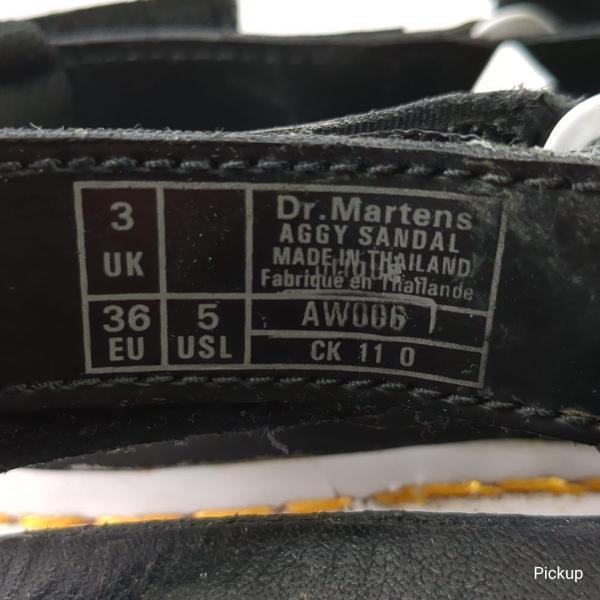 3
UK
36
EU
5
USL
Dr.Martens
AGGY SANDAL
MADE IN THAILAND
Fabriqué en Thaïlande
AW006
CK 11 0
Pickup